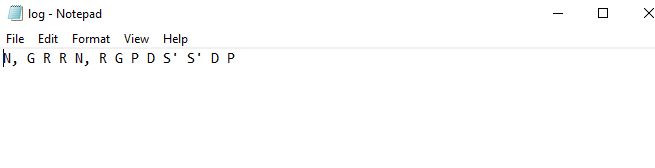 log - Notepad
File Edit Format View Help
N, G R R N, R G P D S' S' D P